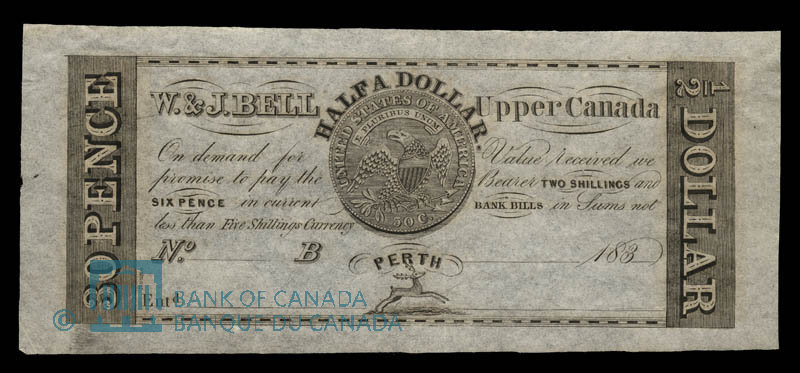 HALF A DOLLAR.
W. & J. BELL
Upper Canada
UNITED STATES OF AMERICA
E PLURIBUS UNUM
50 C.
On demand for Value received we
promise to pay the Bearer TWO SHILLINGS and
SIX PENCE in current BANK BILLS in Sums not
less than Five Shillings Currency
No. B 183
PERTH
Entd
30 PENCE
1/2 DOLLAR
© BANK OF CANADA
BANQUE DU CANADA